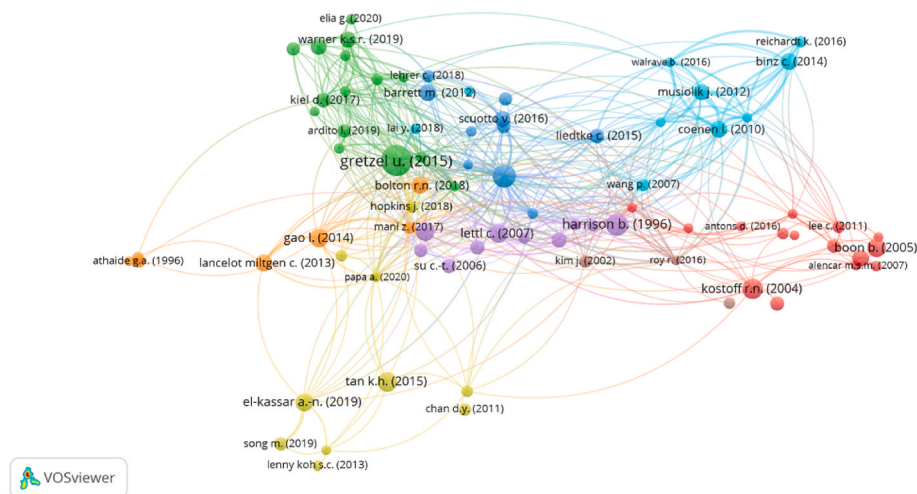 elia g. (2020)
warner k.s.r. (2019)
reichardt k. (2016)
walrave b. (2016)
binz c. (2014)
lehrer c. (2018)
barrett m. (2012)
musiolik j. (2012)
kiel d. (2017)
scuotto v. (2016)
ardito l. (2019)
lai y. (2018)
liedtke c. (2015)
coenen l. (2010)
gretzel u. (2015)
bolton r.n. (2018)
wang p. (2007)
hopkins j. (2018)
mani z. (2017)
harrison b. (1996)
antons d. (2016)
lee c. (2011)
gao l. (2014)
lettl c. (2007)
boon b. (2005)
athaide g.a. (1996)
lancelot miltgen c. (2013)
su c.-t. (2006)
kim j. (2002)
roy r. (2016)
alencar m.s.m. (2007)
papa a. (2020)
kostoff r.n. (2004)
tan k.h. (2015)
el-kassar a.-n. (2019)
chan d.y. (2011)
song m. (2019)
lenny koh s.c. (2013)
VOSviewer